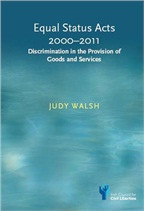 Equal Status Acts
2000–2011
Discrimination in the Provision of
Goods and Services
JUDY WALSH